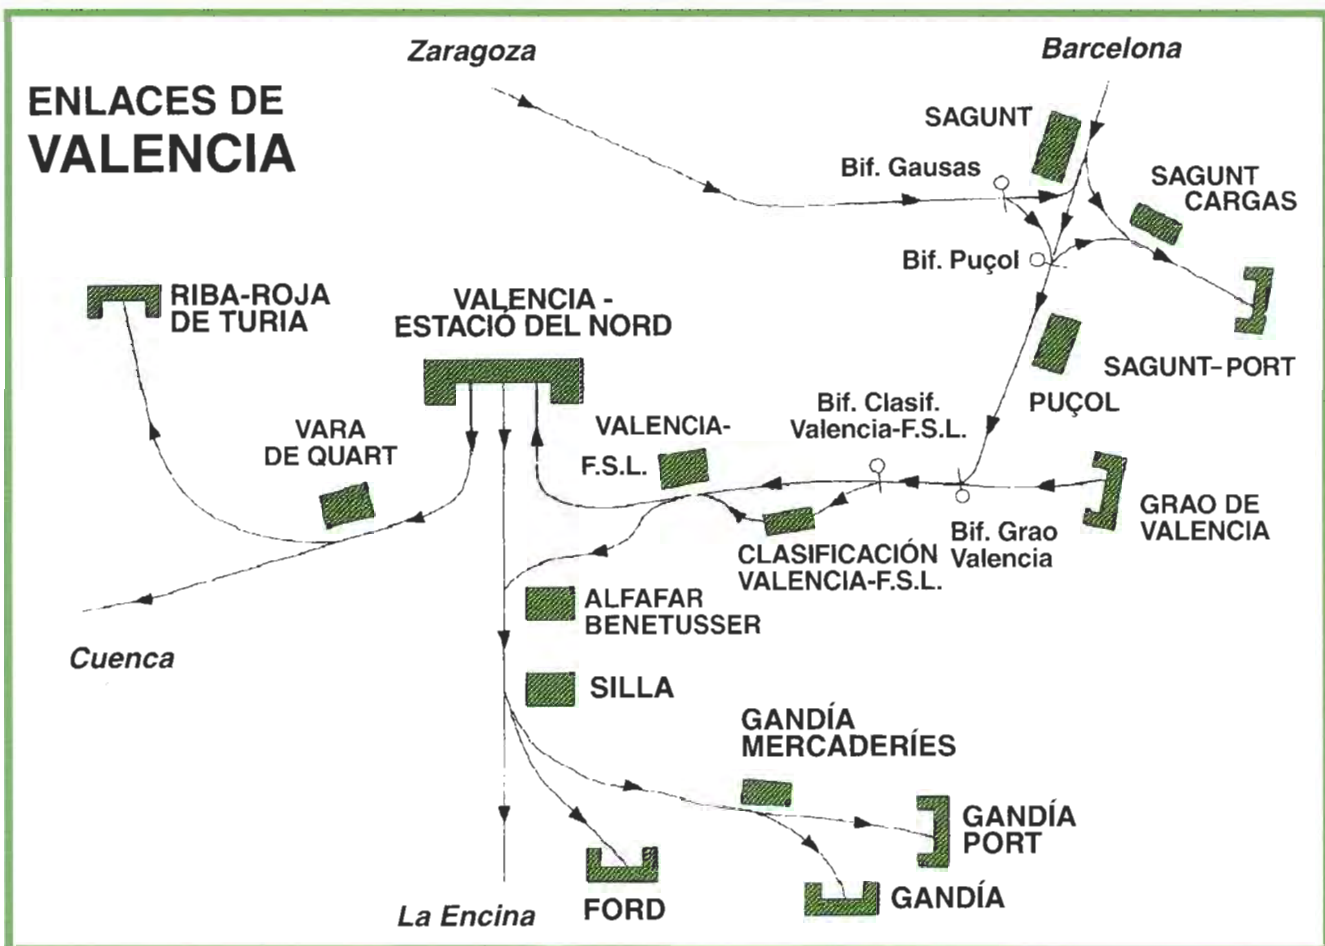 ENLACES DE
VALENCIA
Zaragoza
Barcelona
SAGUNT
Bif. Gausas
SAGUNT
CARGAS
Bif. Puçol
RIBA-ROJA
DE TURIA
VALENCIA -
ESTACIÓ DEL NORD
SAGUNT-PORT
PUÇOL
VARA
DE QUART
VALENCIA-
F.S.L.
Bif. Clasif.
Valencia-F.S.L.
GRAO DE
VALENCIA
Bif. Grao
Valencia
CLASIFICACIÓN
VALENCIA-F.S.L.
ALFAFAR
BENETUSSER
Cuenca
SILLA
GANDÍA
MERCADERÍES
GANDÍA
PORT
GANDÍA
FORD
La Encina